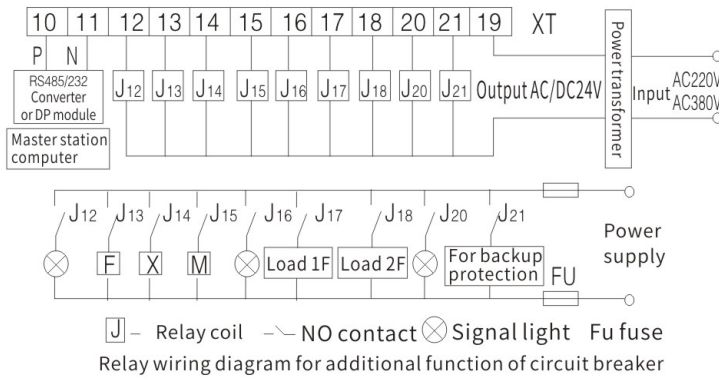 10 11 12 13 14 15 16 17 18 20 21 19 XT
P N
RS485/232
Converter
or DP module
Master station
computer
J12 J13 J14 J15 J16 J17 J18 J20 J21 Output AC/DC24V
Power transformer
Input
AC220V
AC380V
J12 J13 J14 J15 J16 J17 J18 J20 J21
F X M Load 1F Load 2F
For backup
protection
FU
Power
supply
J – Relay coil NO contact Signal light Fu fuse
Relay wiring diagram for additional function of circuit breaker